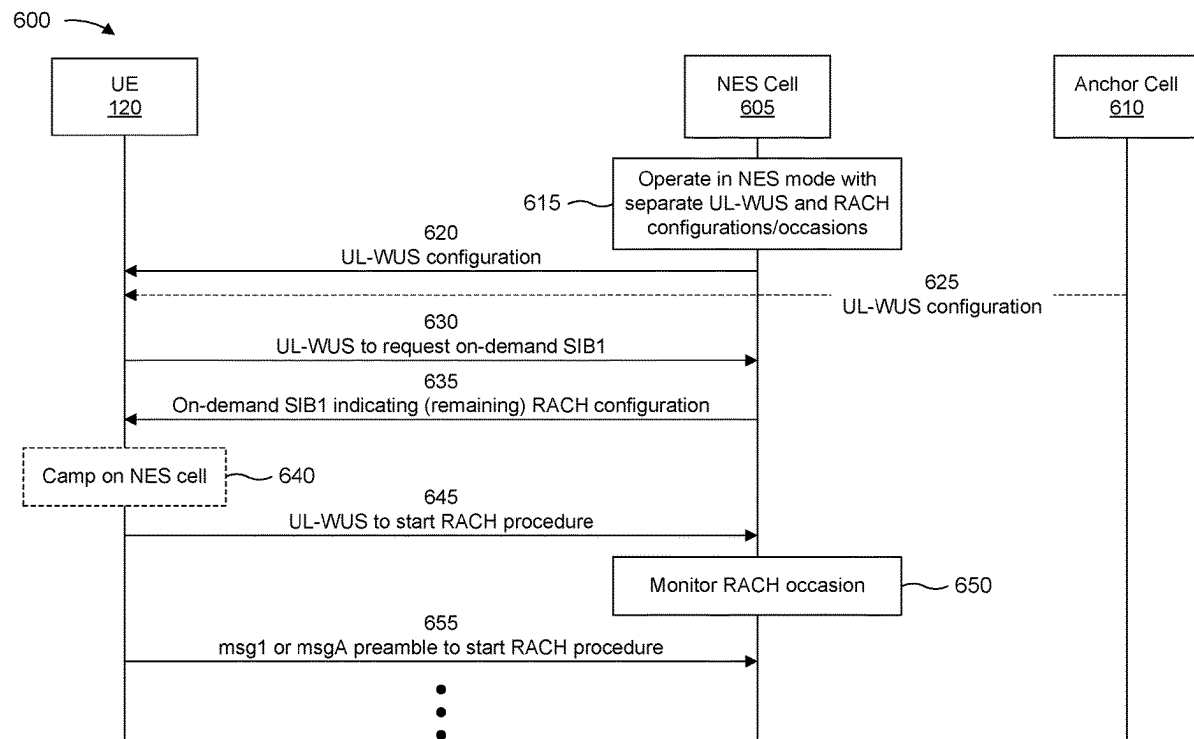 600
UE
120
NES Cell
605
Anchor Cell
610
615
Operate in NES mode with
separate UL-WUS and RACH
configurations/occasions
620
UL-WUS configuration
625
UL-WUS configuration
630
UL-WUS to request on-demand SIB1
635
On-demand SIB1 indicating (remaining) RACH configuration
Camp on NES cell
640
645
UL-WUS to start RACH procedure
Monitor RACH occasion
650
655
msg1 or msgA preamble to start RACH procedure